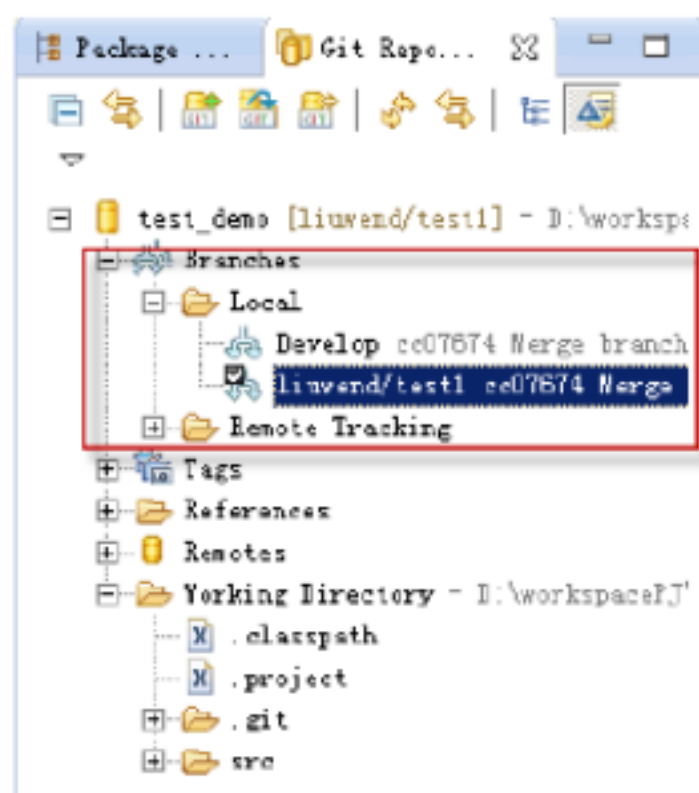 Package ... Git Repo...
test_demo [liuwend/test1] - D:\workspa
Branches
Local
Develop cc07674 Merge branch
liuwend/test1 cc07674 Merge
Remote Tracking
Tags
References
Remotes
Working Directory - D:\workspacePJ
.classpath
.project
.git
src